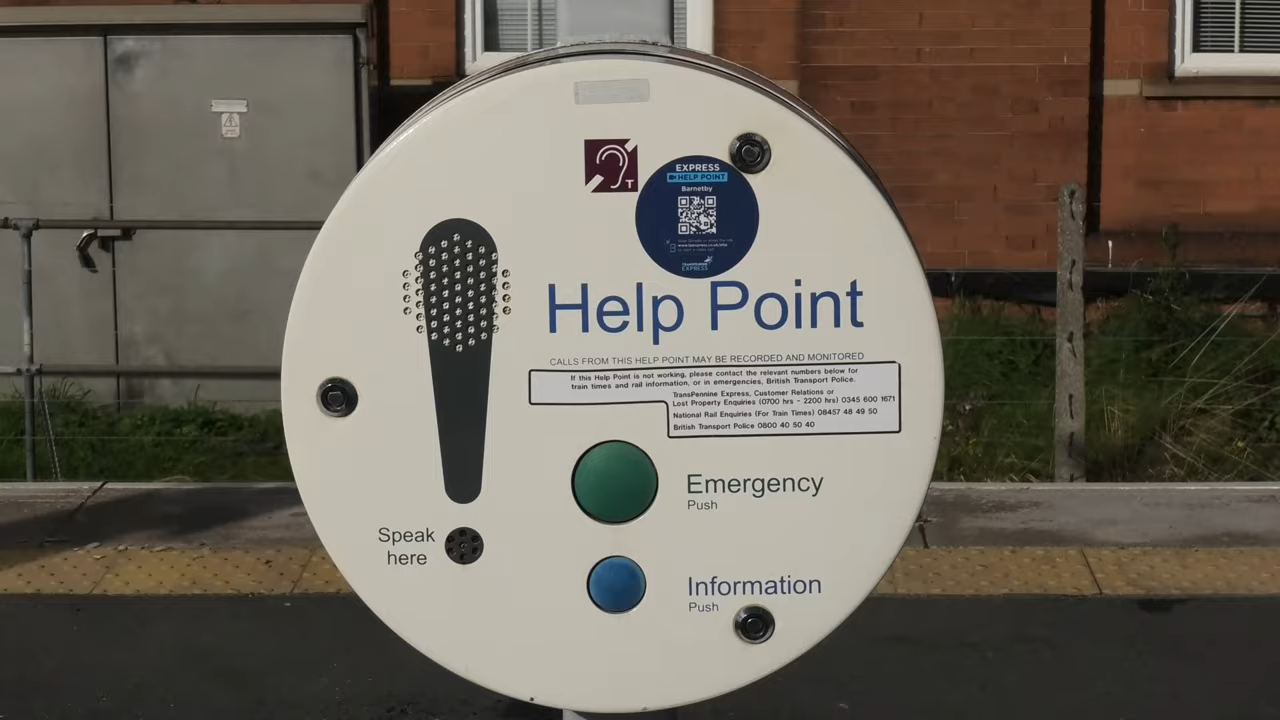 T
EXPRESS
HELP POINT
Barnetby
TRANSPENNINE
EXPRESS
Help Point
CALLS FROM THIS HELP POINT MAY BE RECORDED AND MONITORED
If this Help Point is not working, please contact the relevant numbers below for
train times and rail information, or in emergencies, British Transport Police.
TransPennine Express, Customer Relations or
Lost Property Enquiries (0700 hrs - 2200 hrs) 0345 600 1671
National Rail Enquiries (For Train Times) 08457 48 49 50
British Transport Police 0800 40 50 40
Emergency
Push
Speak
here
Information
Push